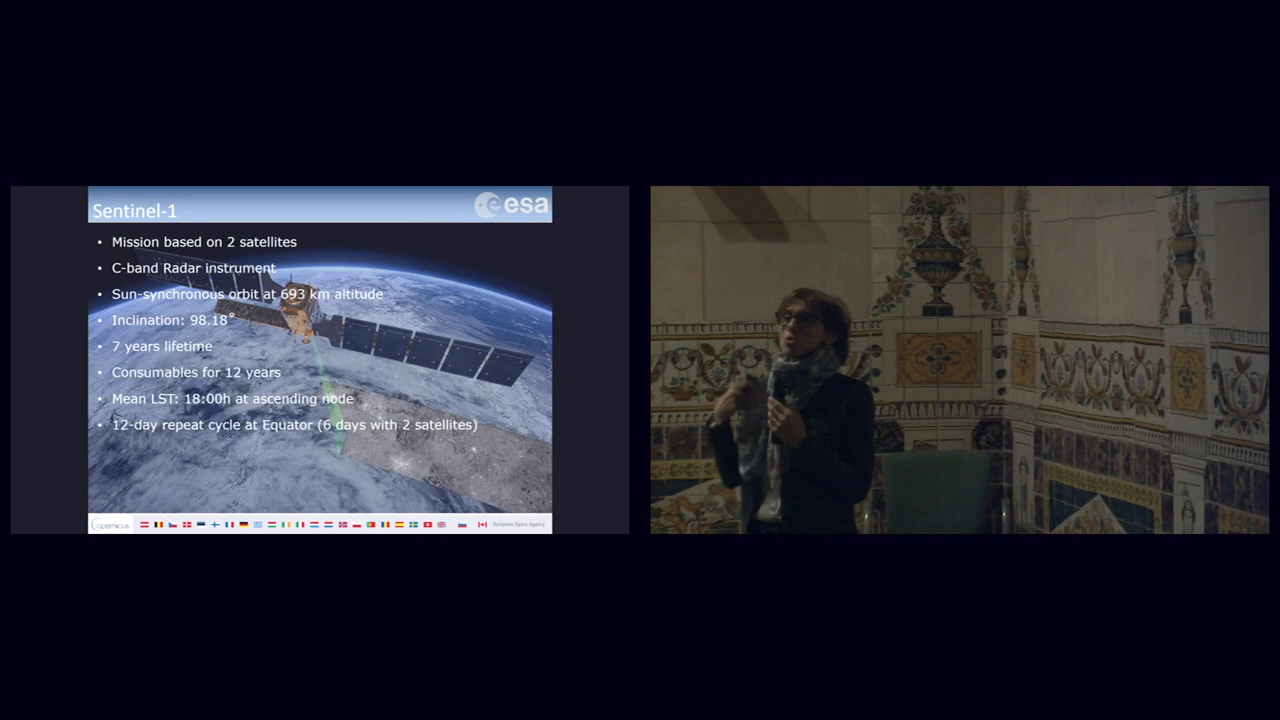 Sentinel-1
esa
• Mission based on 2 satellites
• C-band Radar instrument
• Sun-synchronous orbit at 693 km altitude
• Inclination: 98.18°
• 7 years lifetime
• Consumables for 12 years
• Mean LST: 18:00h at ascending node
• 12-day repeat cycle at Equator (6 days with 2 satellites)
opernicus
European Space Agency